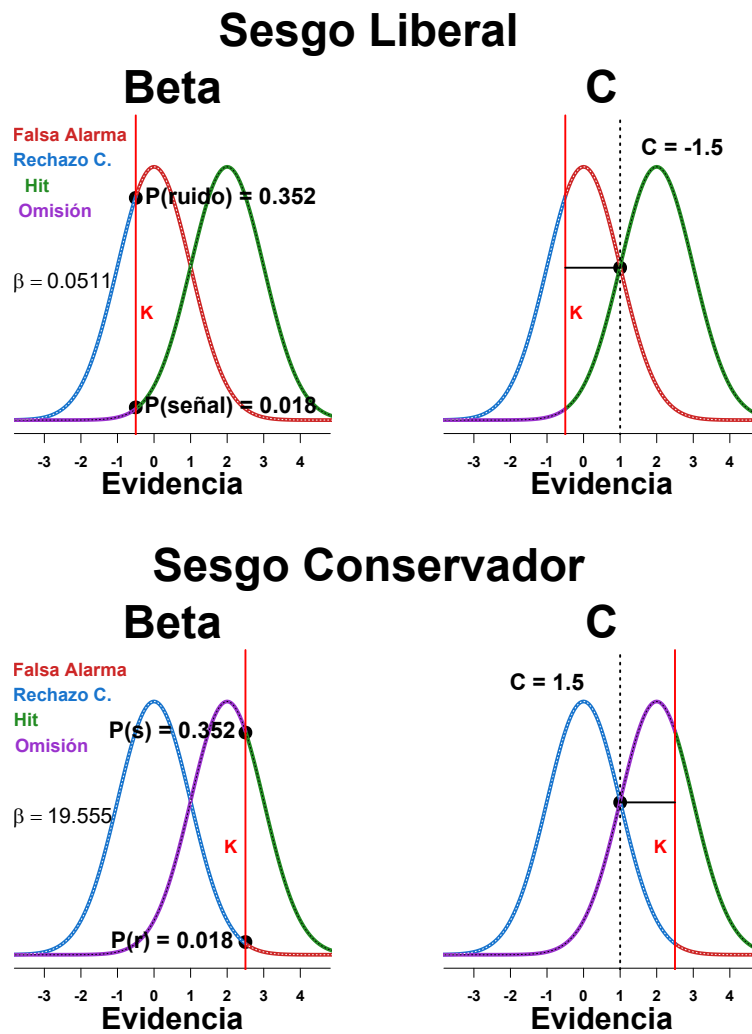 Sesgo Liberal
Beta
Falsa Alarma
Rechazo C.
Hit
Omisión
P(ruido) = 0.352
β = 0.0511
K
P(señal) = 0.018
-3 -2 -1 0 1 2 3 4
Evidencia
C
C = -1.5
K
-3 -2 -1 0 1 2 3 4
Evidencia
Sesgo Conservador
Beta
Falsa Alarma
Rechazo C.
Hit
Omisión
P(s) = 0.352
β = 19.555
K
P(r) = 0.018
-3 -2 -1 0 1 2 3 4
Evidencia
C
C = 1.5
K
-3 -2 -1 0 1 2 3 4
Evidencia